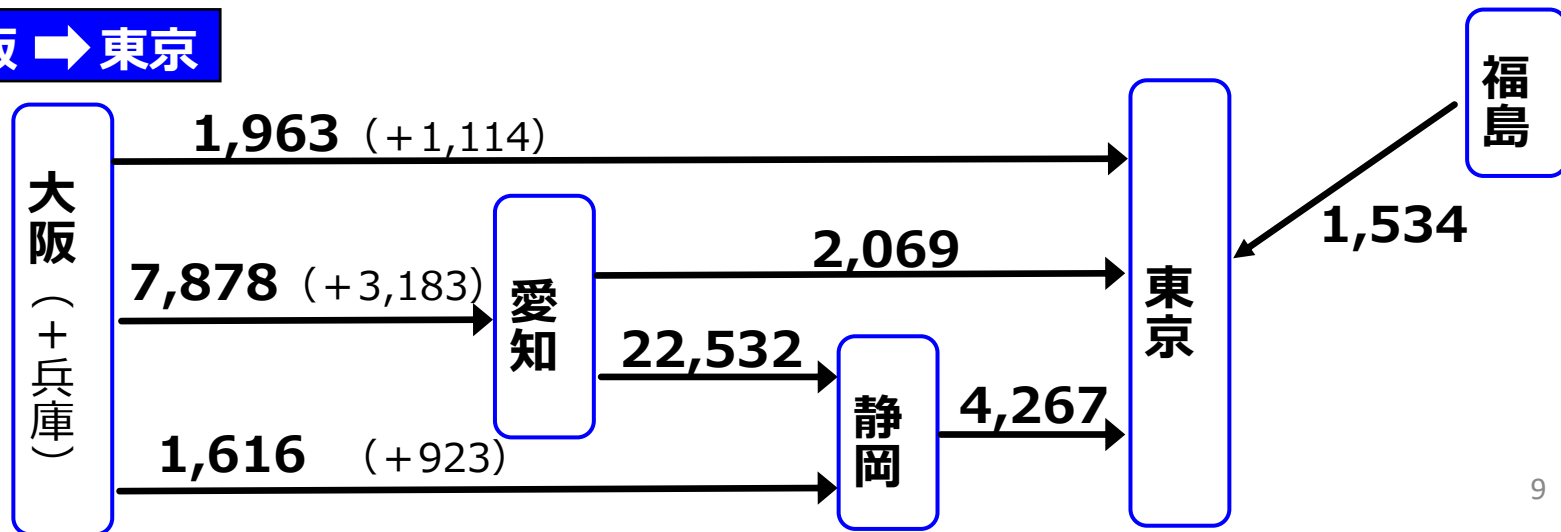 阪 ➡ 東京
福島
1,963（+1,114）
大阪（+兵庫）
2,069
1,534
7,878（+3,183）
愛知
東京
22,532
静岡
4,267
1,616 （+923）
9